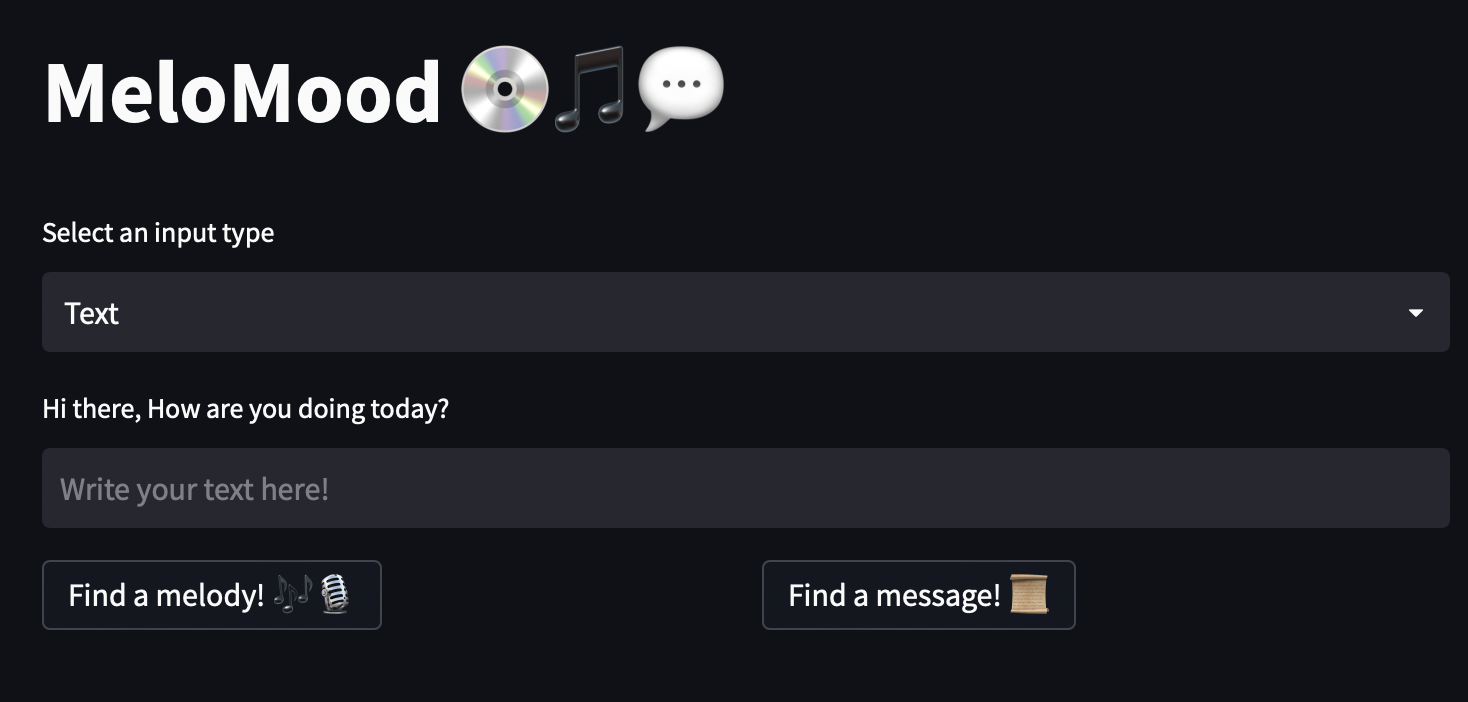 MeloMood 💿🎵💬
Select an input type
Text
Hi there, How are you doing today?
Write your text here!
Find a melody! 🎶🎙️
Find a message! 📜